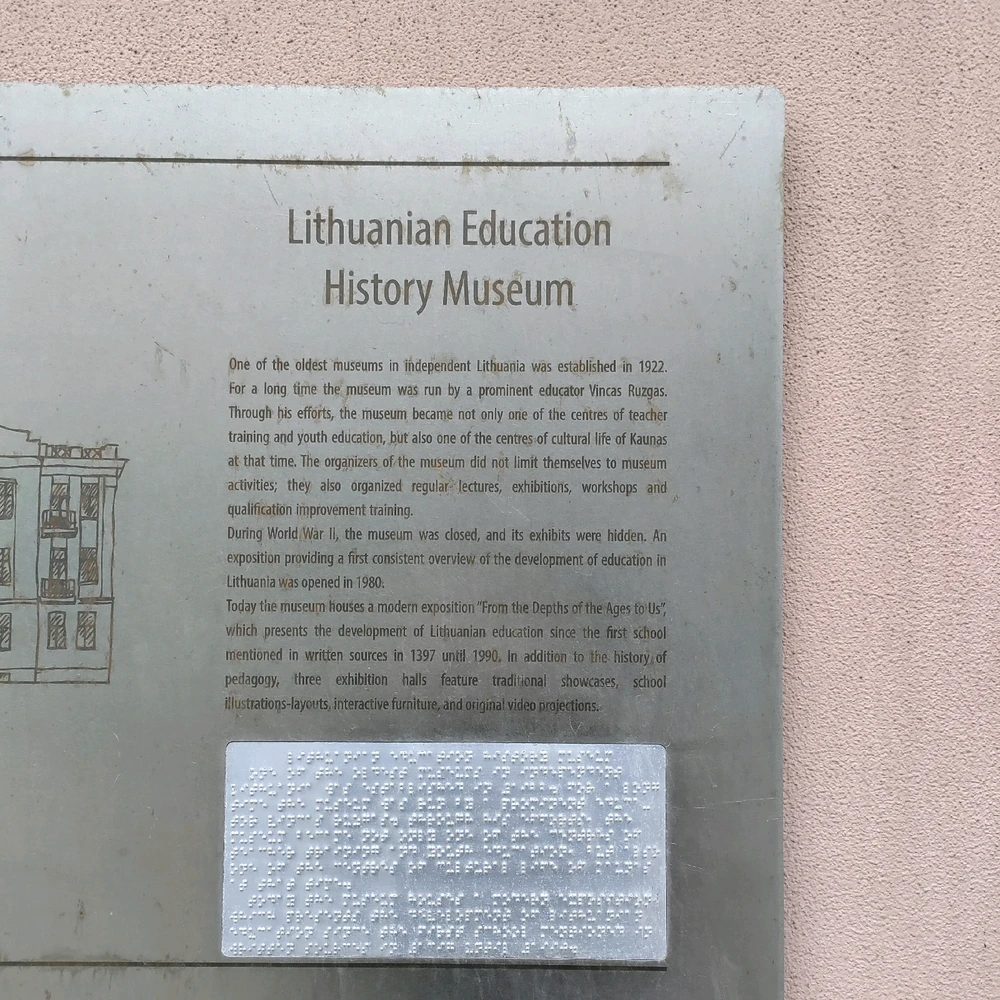 Lithuanian Education
History Museum
One of the oldest museums in independent Lithuania was established in 1922.
For a long time the museum was run by a prominent educator Vincas Ruzgas.
Through his efforts, the museum became not only one of the centres of teacher
training and youth education, but also one of the centres of cultural life of Kaunas
at that time. The organizers of the museum did not limit themselves to museum
activities; they also organized regular lectures, exhibitions, workshops and
qualification improvement training.
During World War II, the museum was closed, and its exhibits were hidden. An
exposition providing a first consistent overview of the development of education in
Lithuania was opened in 1980.
Today the museum houses a modern exposition "From the Depths of the Ages to Us",
which presents the development of Lithuanian education since the first school
mentioned in written sources in 1397 until 1990. In addition to the history of
pedagogy, three exhibition halls feature traditional showcases, school
illustrations-layouts, interactive furniture, and original video projections.